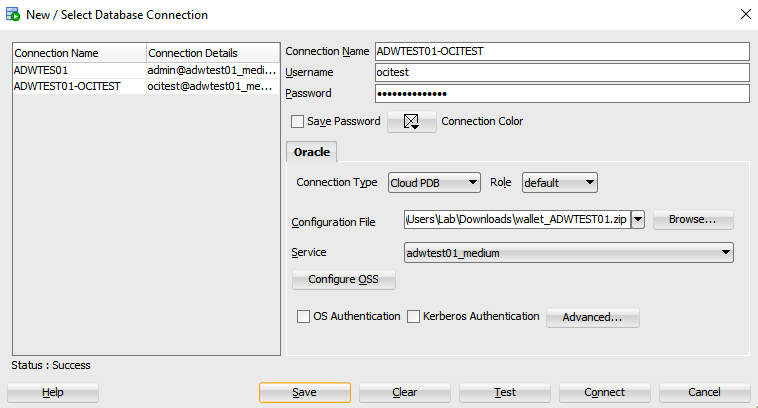 New / Select Database Connection
Connection Name Connection Details
ADWTES01 admin@adwtest01_medi...
ADWTEST01-OCITEST ocitest@adwtest01_me...
Connection Name ADWTEST01-OCITEST
Username ocitest
Password ••••••••••••••
Save Password Connection Color
Oracle
Connection Type Cloud PDB Role default
Configuration File \Users\Lab\Downloads\wallet_ADWTEST01.zip Browse...
Service adwtest01_medium
Configure OSS
OS Authentication Kerberos Authentication Advanced...
Status : Success
Help Save Clear Test Connect Cancel